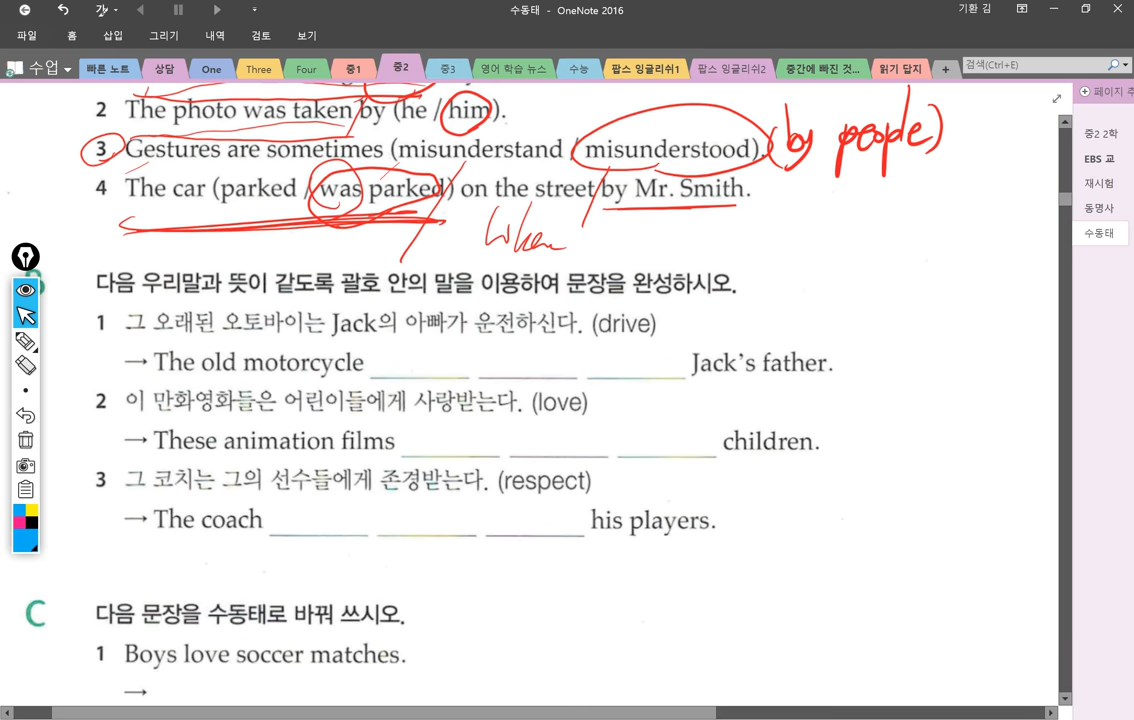 수동태 - OneNote 2016
기환 김
파일 홈 삽입 그리기 내역 검토 보기
수업 빠른 노트 상담 One Three Four 중1 중2 중3 영어 학습 뉴스 수능 팝스 잉글리쉬1 팝스 잉글리쉬2 중간에 빠진 것... 읽기 답지 + 검색(Ctrl+E)
페이지 추
중2 2학
EBS 교
재시험
동명사
수동태
2 The photo was taken by (he / him).
3 Gestures are sometimes (misunderstand / misunderstood). (by people)
4 The car (parked / was parked) on the street by Mr. Smith.
다음 우리말과 뜻이 같도록 괄호 안의 말을 이용하여 문장을 완성하시오.
1 그 오래된 오토바이는 Jack의 아빠가 운전하신다. (drive)
→ The old motorcycle Jack's father.
2 이 만화영화들은 어린이들에게 사랑받는다. (love)
→ These animation films children.
3 그 코치는 그의 선수들에게 존경받는다. (respect)
→ The coach his players.
C 다음 문장을 수동태로 바꿔 쓰시오.
1 Boys love soccer matches.
→